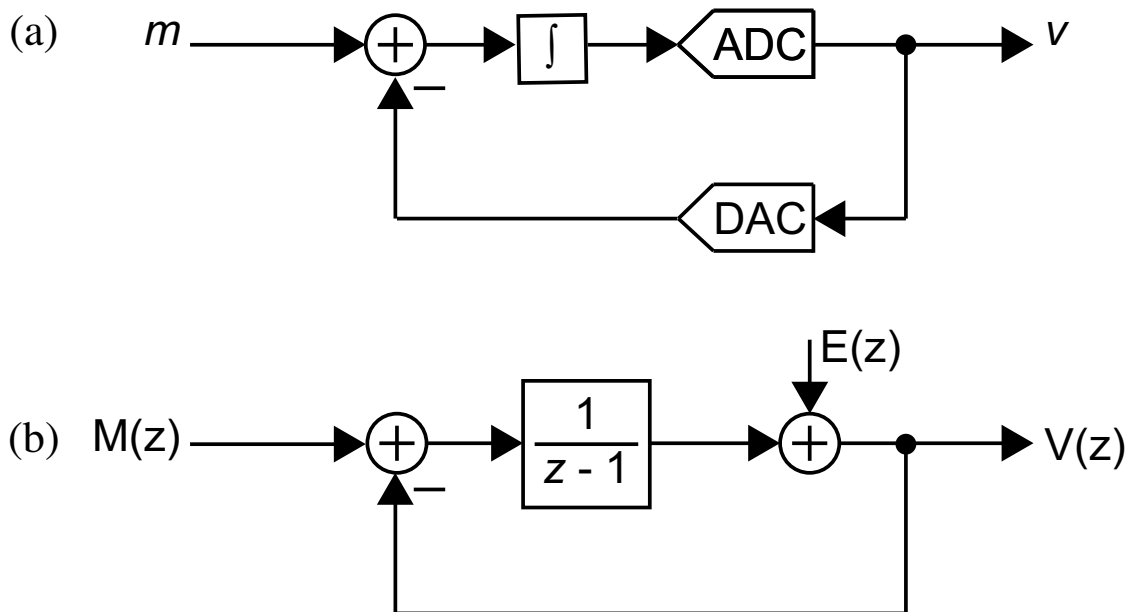 (a) m + ∫ ADC v
−
DAC
E(z)
(b) M(z) + 1 / z - 1 + V(z)
−